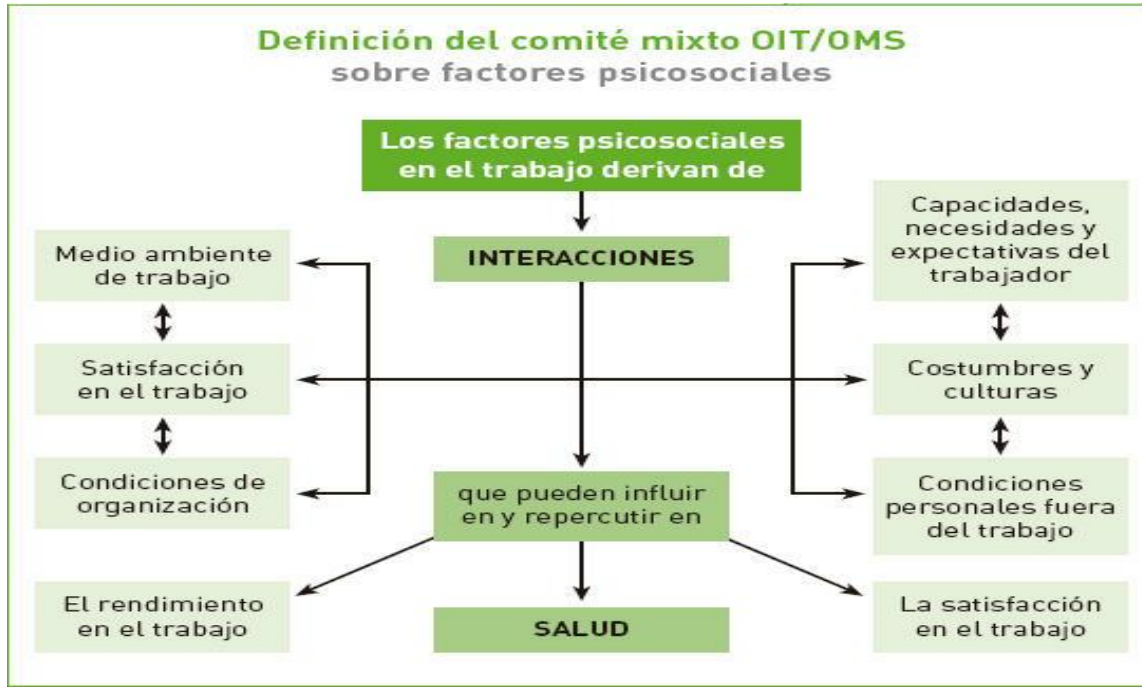 Definición del comité mixto OIT/OMS
sobre factores psicosociales
Los factores psicosociales
en el trabajo derivan de
INTERACCIONES
Medio ambiente
de trabajo
Satisfacción
en el trabajo
Condiciones de
organización
Capacidades,
necesidades y
expectativas del
trabajador
Costumbres y
culturas
Condiciones
personales fuera
del trabajo
que pueden influir
en y repercutir en
El rendimiento
en el trabajo
SALUD
La satisfacción
en el trabajo